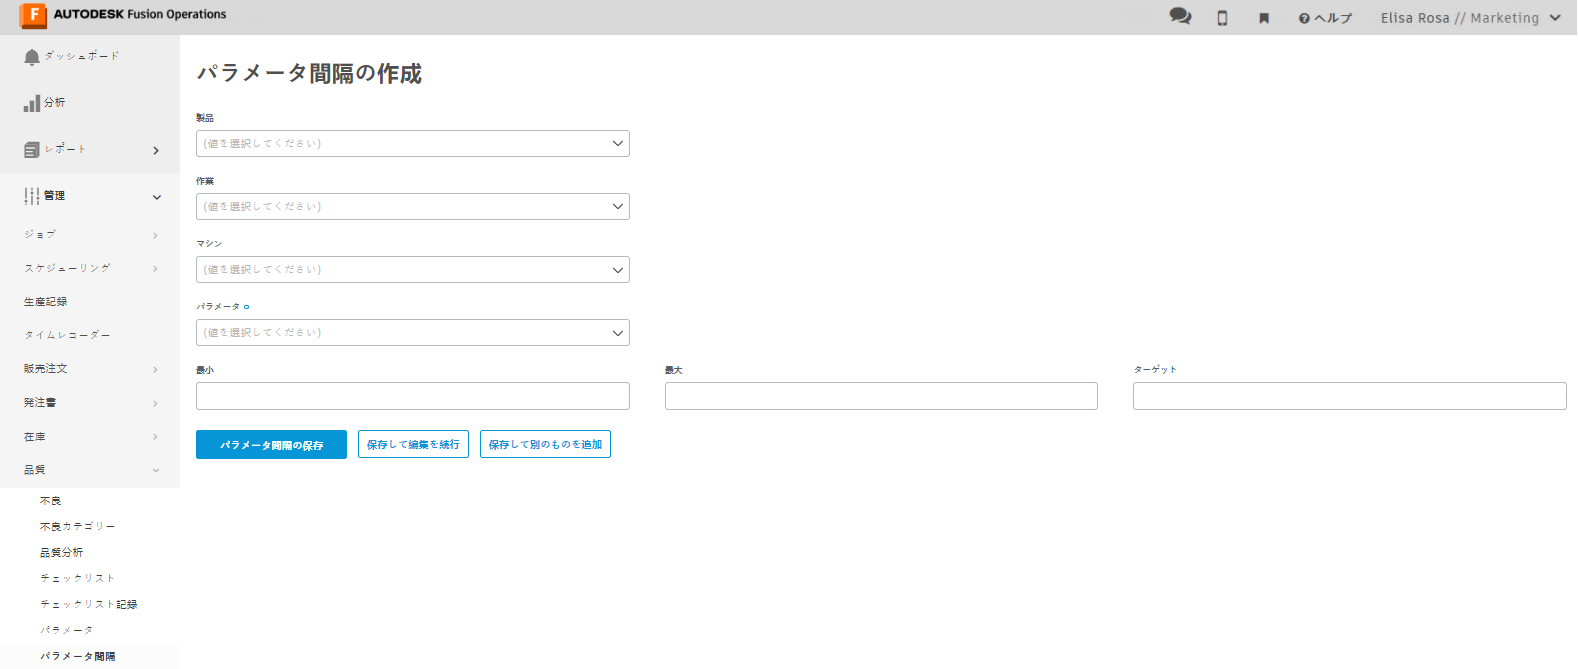 F AUTODESK Fusion Operations
ヘルプ
Elisa Rosa // Marketing
ダッシュボード
分析
レポート
管理
ジョブ
スケジューリング
生産記録
タイムレコーダー
販売注文
発注書
在庫
品質
不良
不良カテゴリー
品質分析
チェックリスト
チェックリスト記録
パラメータ
パラメータ間隔
パラメータ間隔の作成
製品
(値を選択してください)
作業
(値を選択してください)
マシン
(値を選択してください)
パラメータ
(値を選択してください)
最小
最大
ターゲット
パラメータ間隔の保存
保存して編集を続行
保存して別のものを追加